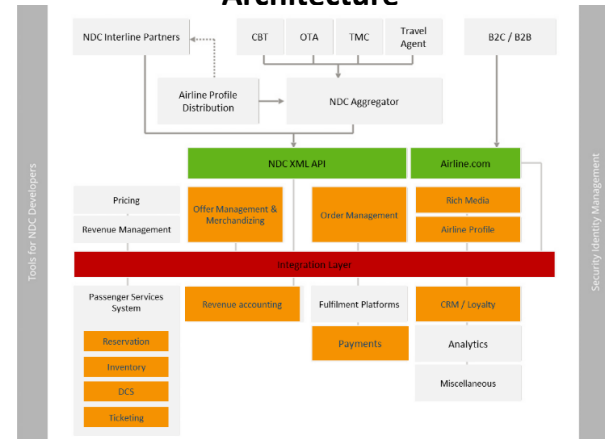 Architecture
NDC Interline Partners
CBT
OTA
TMC
Travel
Agent
B2C / B2B
Airline Profile
Distribution
NDC Aggregator
NDC XML API
Airline.com
Tools for NDC Developers
Security Identity Management
Pricing
Revenue Management
Offer Management &
Merchandizing
Order Management
Rich Media
Airline Profile
Integration Layer
Passenger Services
System
Reservation
Inventory
DCS
Ticketing
Revenue accounting
Fulfilment Platforms
Payments
CRM / Loyalty
Analytics
Miscellaneous